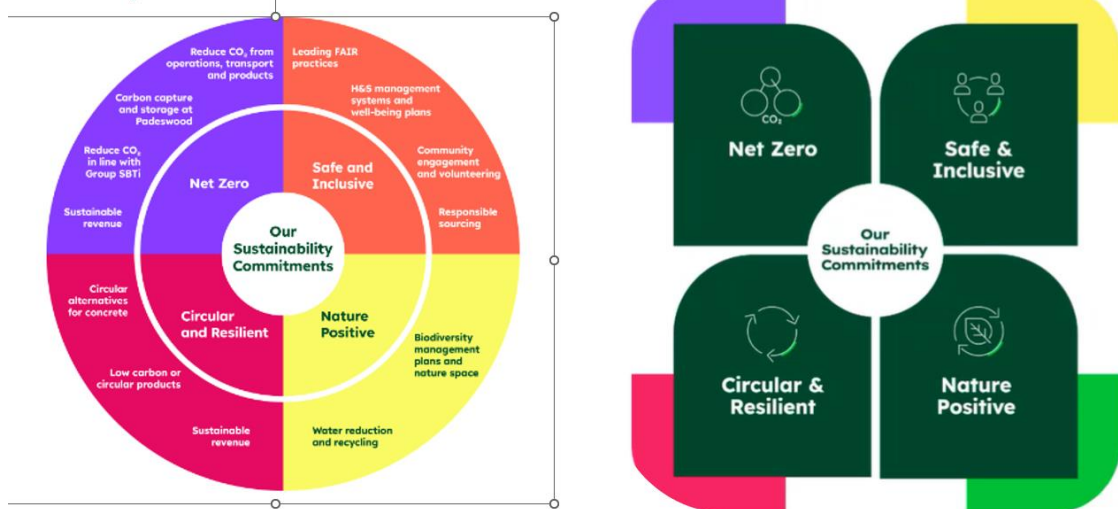 Reduce CO₂ from
operations, transport
and products
Carbon capture
and storage at
Padeswood
Reduce CO₂
in line with
Group SBTi
Sustainable
revenue
Net Zero
Leading FAIR
practices
H&S management
systems and
well-being plans
Community
engagement
and volunteering
Responsible
sourcing
Safe and
Inclusive
Our
Sustainability
Commitments
Circular
alternatives
for concrete
Low carbon or
circular products
Sustainable
revenue
Circular
and Resilient
Nature
Positive
Biodiversity
management
plans and
nature space
Water reduction
and recycling
CO₂
Net Zero
Safe &
Inclusive
Our
Sustainability
Commitments
Circular &
Resilient
Nature
Positive